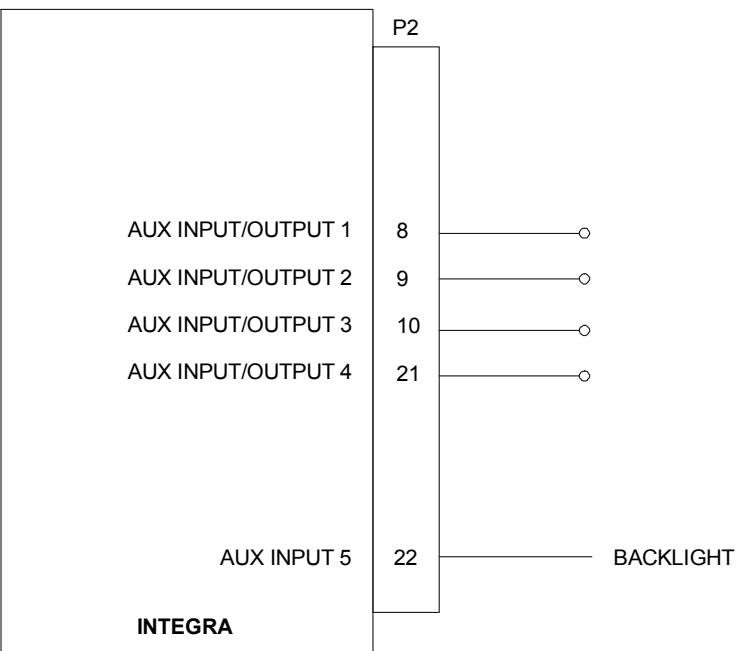 P2
AUX INPUT/OUTPUT 1 8
AUX INPUT/OUTPUT 2 9
AUX INPUT/OUTPUT 3 10
AUX INPUT/OUTPUT 4 21
AUX INPUT 5 22 BACKLIGHT
INTEGRA